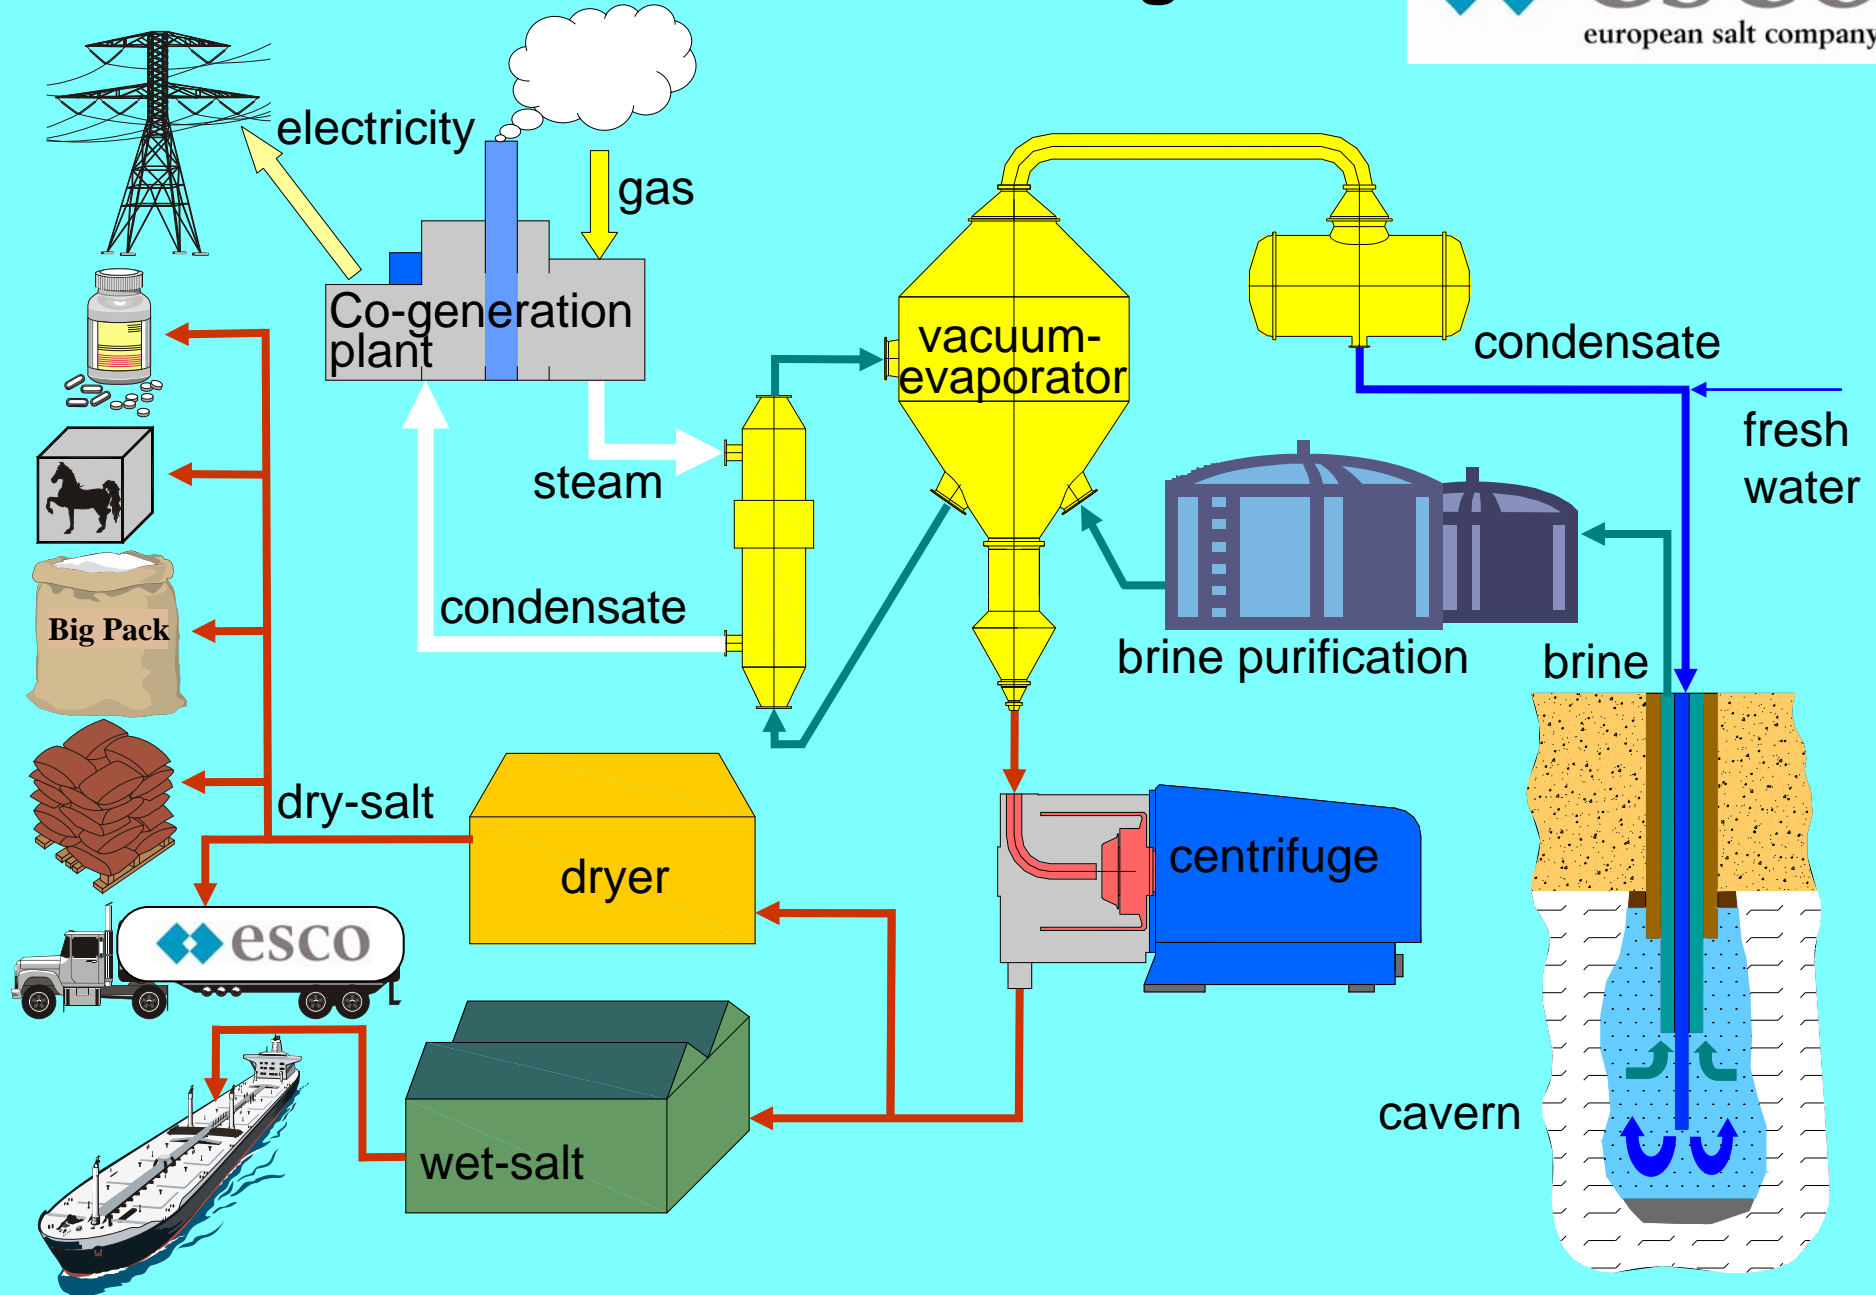 european salt company
electricity
gas
Co-generation
plant
vacuum-
evaporator
condensate
fresh
water
steam
condensate
Big Pack
brine purification
brine
dry-salt
dryer
centrifuge
esco
cavern
wet-salt